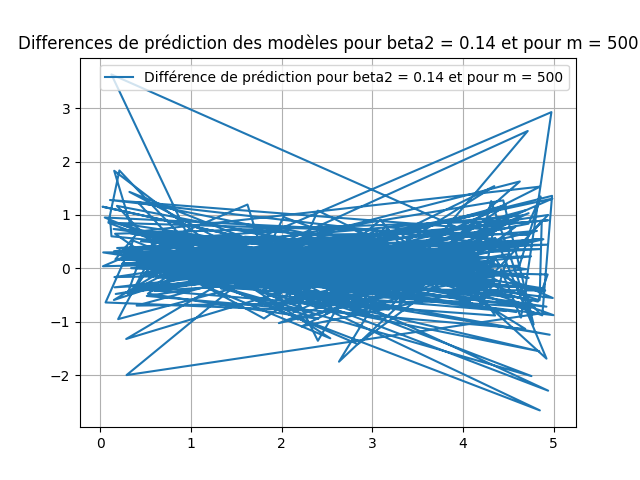 Differences de prédiction des modèles pour beta2 = 0.14 et pour m = 500
Différence de prédiction pour beta2 = 0.14 et pour m = 500
3
2
1
0
−1
−2
0 1 2 3 4 5